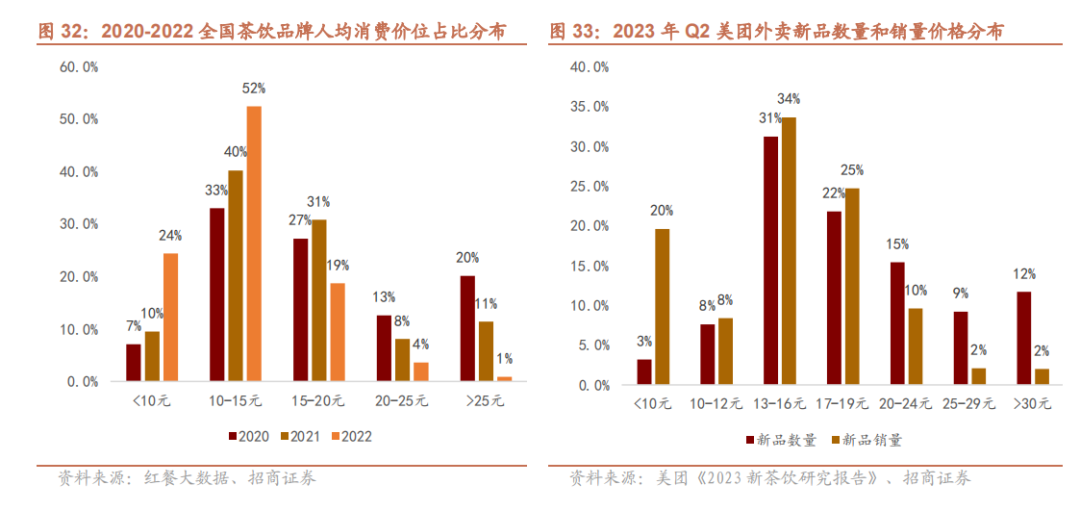 图 32：2020-2022 全国茶饮品牌人均消费价位占比分布
60.0%
50.0%
40.0%
30.0%
20.0%
10.0%
0.0%
7%
10%
24%
33%
40%
52%
27%
31%
19%
13%
8%
4%
20%
11%
1%
<10元
10-15元
15-20元
20-25元
>25元
2020
2021
2022
资料来源：红餐大数据、招商证券
图 33：2023 年 Q2 美团外卖新品数量和销量价格分布
40.0%
35.0%
30.0%
25.0%
20.0%
15.0%
10.0%
5.0%
0.0%
3%
20%
8%
8%
31%
34%
22%
25%
15%
10%
9%
2%
12%
2%
<10元
10-12元
13-16元
17-19元
20-24元
25-29元
>30元
新品数量
新品销量
资料来源：美团《2023 新茶饮研究报告》、招商证券